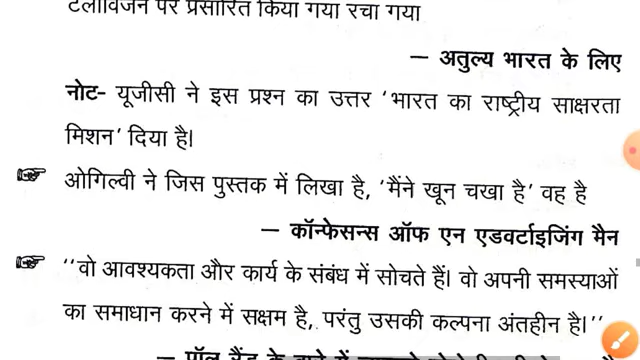 टेलीविजन पर प्रसारित किया गया रचा गया
— अतुल्य भारत के लिए
नोट- यूजीसी ने इस प्रश्न का उत्तर ‘भारत का राष्ट्रीय साक्षरता
मिशन’ दिया है।
ओगिल्वी ने जिस पुस्तक में लिखा है, ‘मैंने खून चखा है’ वह है
— कॉन्फेसन्स ऑफ एन एडवर्टाइजिंग मैन
‘‘वो आवश्यकता और कार्य के संबंध में सोचते हैं। वो अपनी समस्याओं
का समाधान करने में सक्षम है, परंतु उसकी कल्पना अंतहीन है।’’
— पॉल रैंड के बारे में